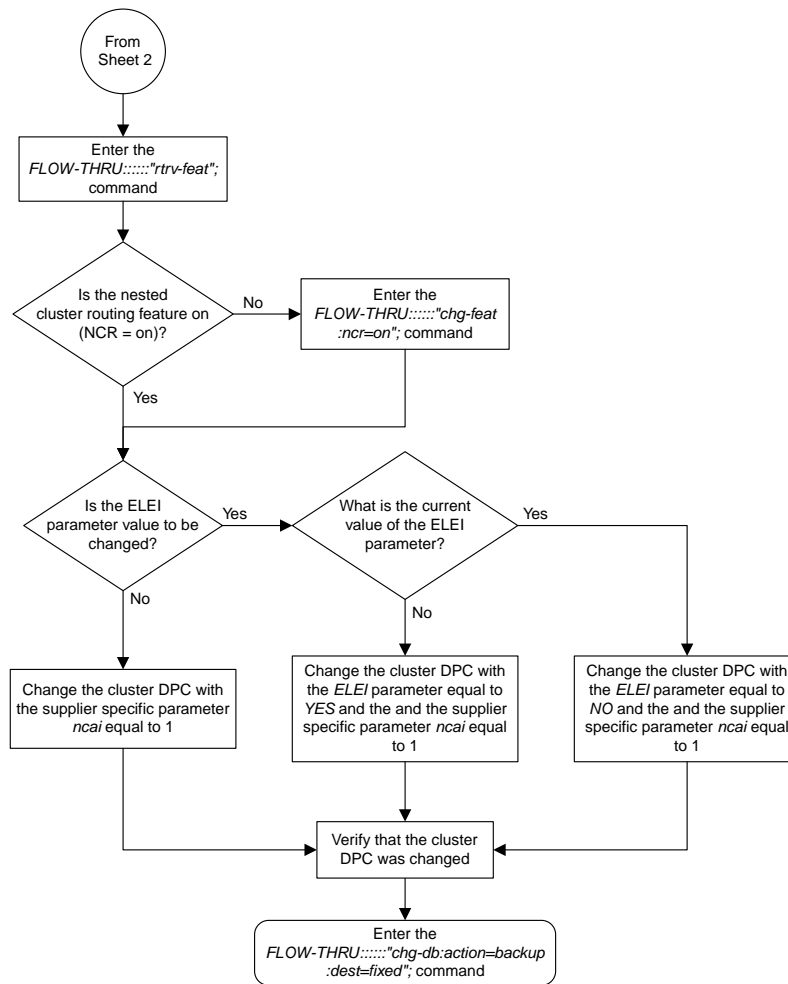 From
Sheet 2
Enter the
FLOW-THRU::::::"rtrv-feat";
command
Is the nested
cluster routing feature on
(NCR = on)?
No
Enter the
FLOW-THRU::::::"chg-feat
:ncr=on"; command
Yes
Is the ELEI
parameter value to be
changed?
Yes
What is the current
value of the ELEI
parameter?
Yes
No
No
Change the cluster DPC with
the supplier specific parameter
ncai equal to 1
Change the cluster DPC with
the ELEI parameter equal to
YES and the and the supplier
specific parameter ncai equal
to 1
Change the cluster DPC with
the ELEI parameter equal to
NO and the and the supplier
specific parameter ncai equal
to 1
Verify that the cluster
DPC was changed
Enter the
FLOW-THRU::::::"chg-db:action=backup
:dest=fixed"; command